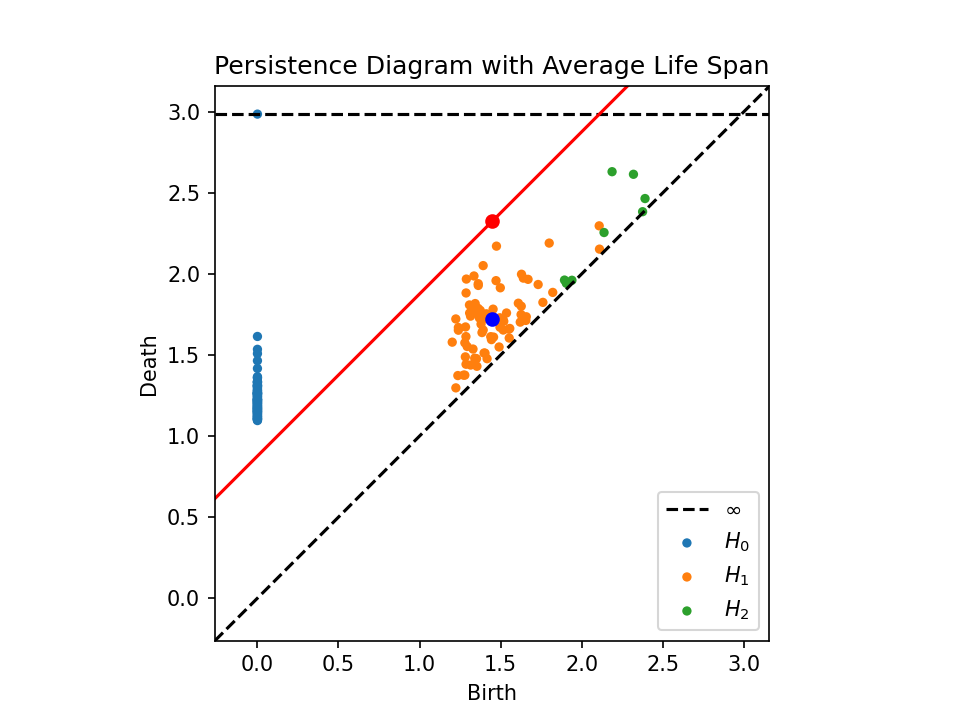 Persistence Diagram with Average Life Span
Death
3.0
2.5
2.0
1.5
1.0
0.5
0.0
∞
H₀
H₁
H₂
0.0 0.5 1.0 1.5 2.0 2.5 3.0
Birth